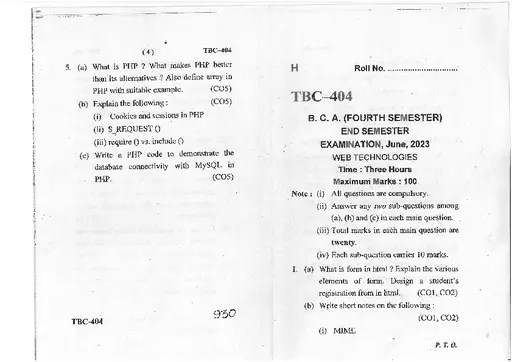 (4) TBC-404
5. (a) What is PHP ? What makes PHP better
than its alternatives ? Also define array in
PHP with suitable example. (CO5)
(b) Explain the following : (CO5)
(i) Cookies and sessions in PHP
(ii) $_REQUEST ()
(iii) require () vs. include ()
(c) Write a PHP code to demonstrate the
database connectivity with MySQL in
PHP. (CO5)
TBC-404
930
H Roll No. ..............................
TBC-404
B. C. A. (FOURTH SEMESTER)
END SEMESTER
EXAMINATION, June, 2023
WEB TECHNOLOGIES
Time : Three Hours
Maximum Marks : 100
Note : (i) All questions are compulsory.
(ii) Answer any two sub-questions among
(a), (b) and (c) in each main question.
(iii) Total marks in each main question are
twenty.
(iv) Each sub-question carries 10 marks.
1. (a) What is form in html ? Explain the various
elements of form. Design a student's
registration from in html. (CO1, CO2)
(b) Write short notes on the following :
(CO1, CO2)
(i) MIME
P. T. O.